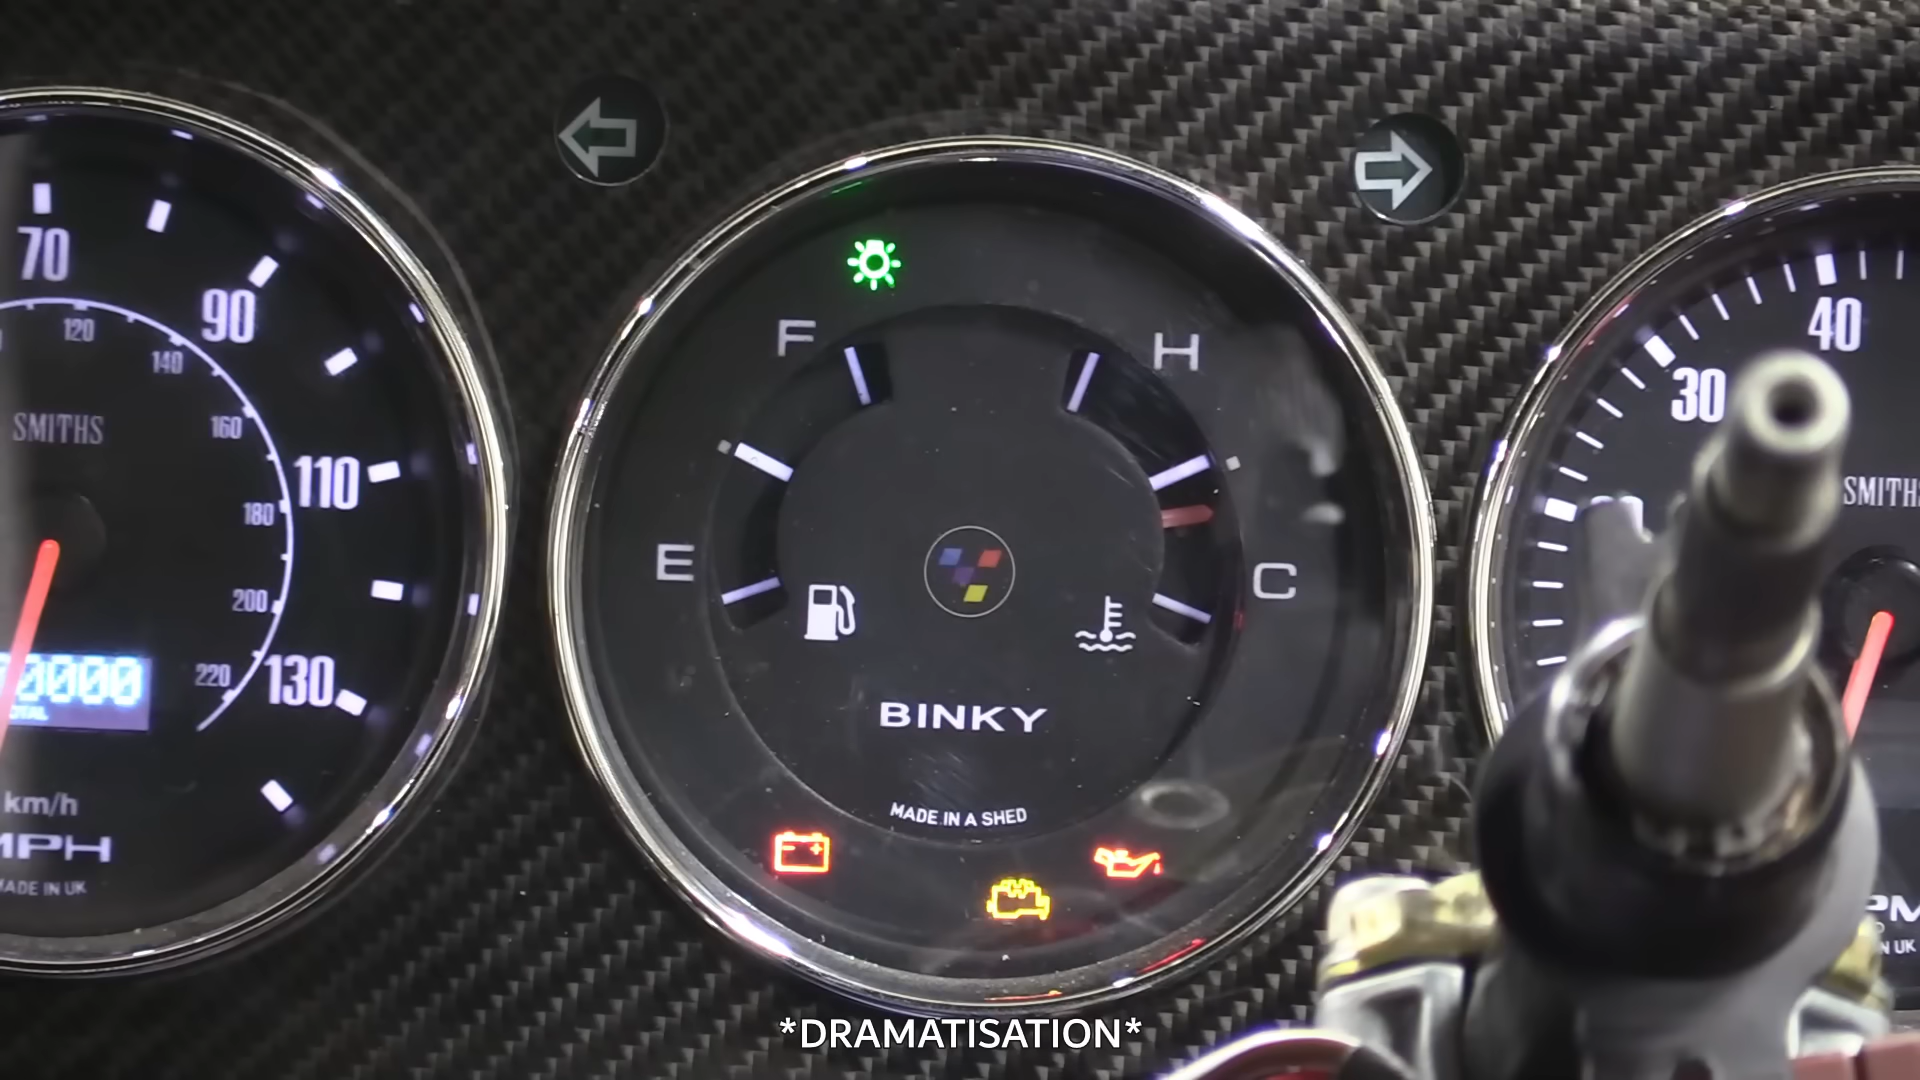 70
90
120
140
SMITHS
160
110
180
200
0000
220
130
km/h
MPH
MADE IN UK
F
H
E
C
BINKY
MADE IN A SHED
40
30
SMITHS
*DRAMATISATION*